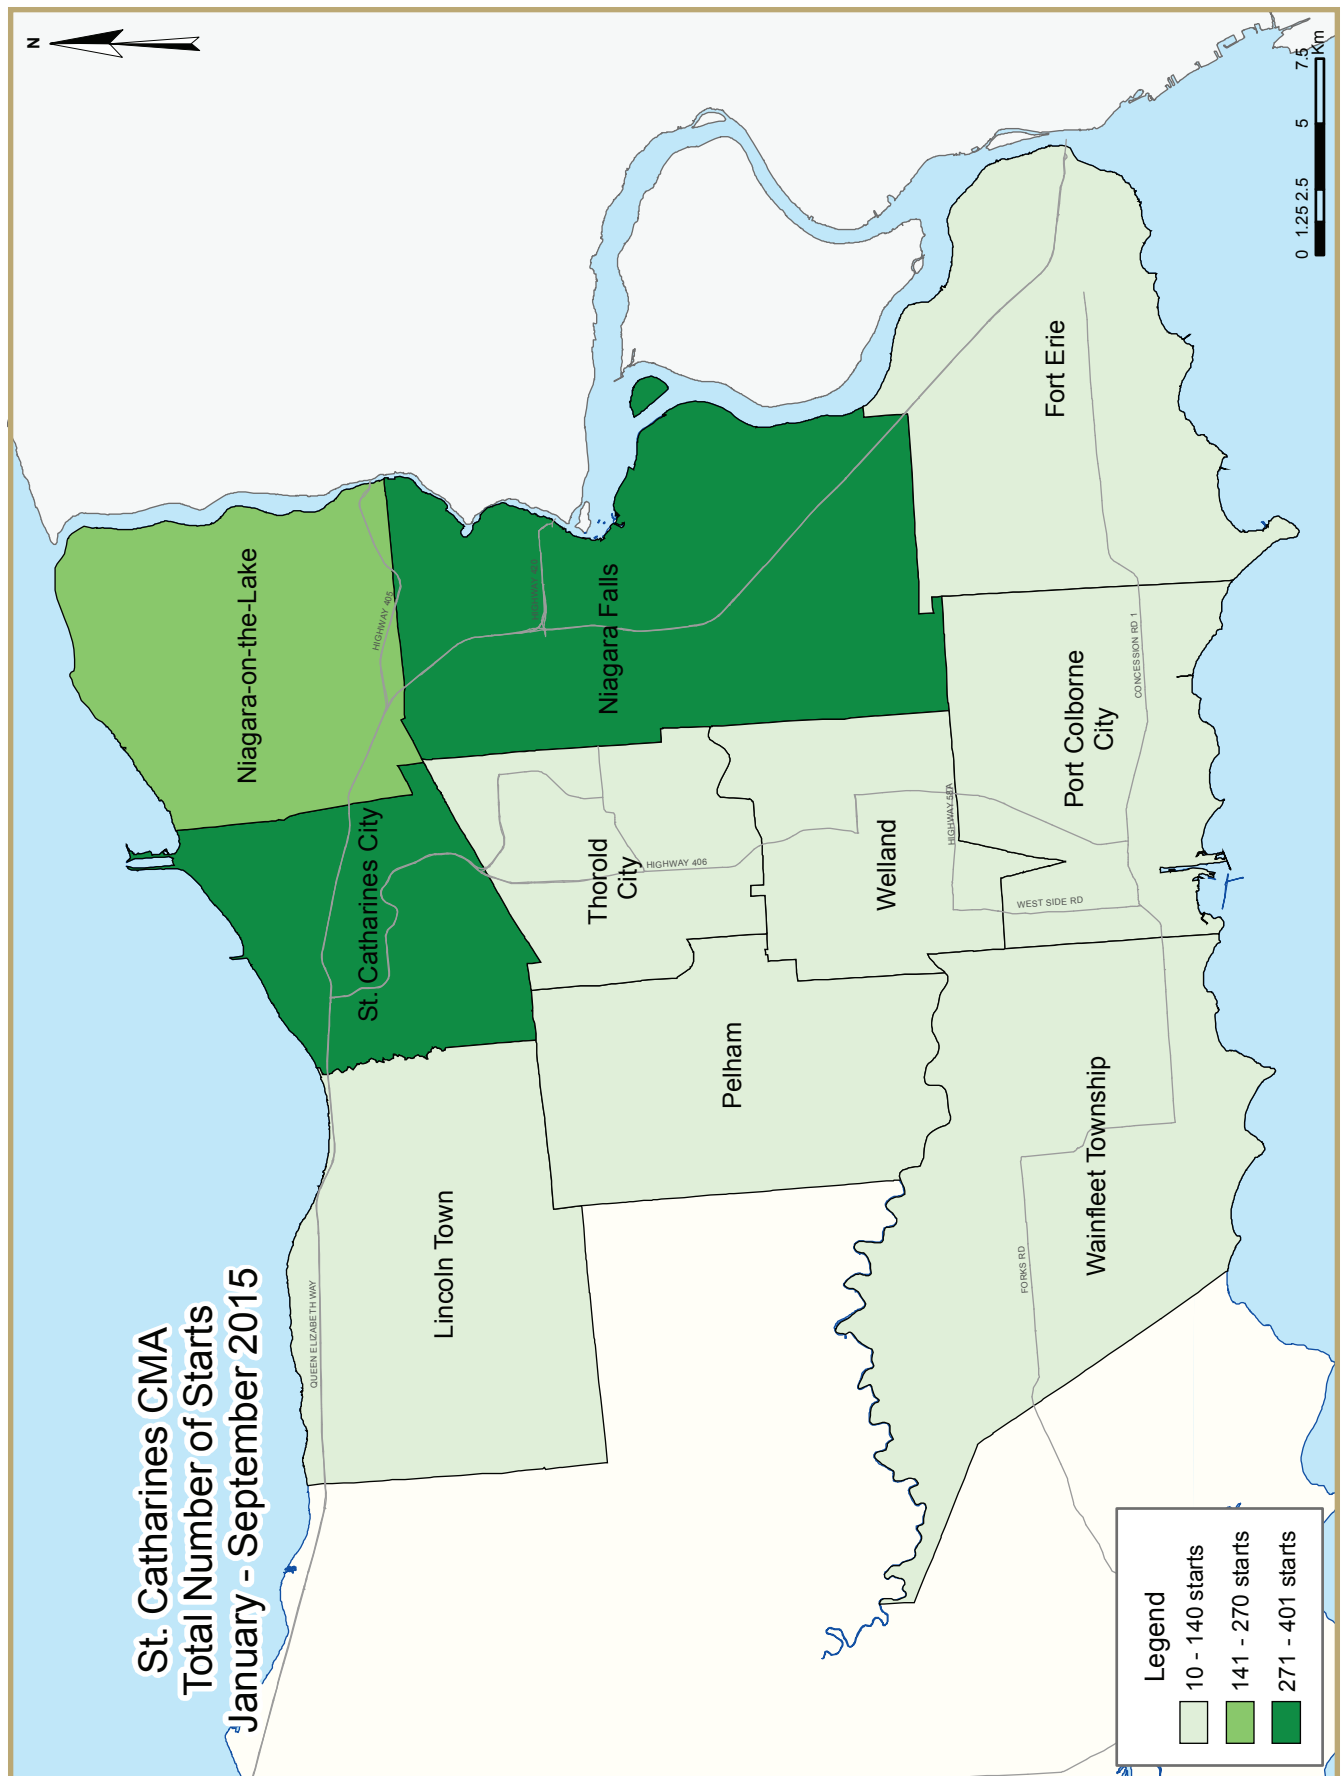 St. Catharines CMA
Total Number of Starts
January - September 2015
N
Niagara-on-the-Lake
HIGHWAY 405
St. Catharines City
QUEEN ELIZABETH WAY
Lincoln Town
HIGHWAY 420
Niagara Falls
Thorold
City
HIGHWAY 406
Pelham
Welland
HIGHWAY 58A
WEST SIDE RD
Fort Erie
Port Colborne
City
CONCESSION RD 1
Wainfleet Township
FORKS RD
Legend
10 - 140 starts
141 - 270 starts
271 - 401 starts
0 1.25 2.5 5 7.5
Km